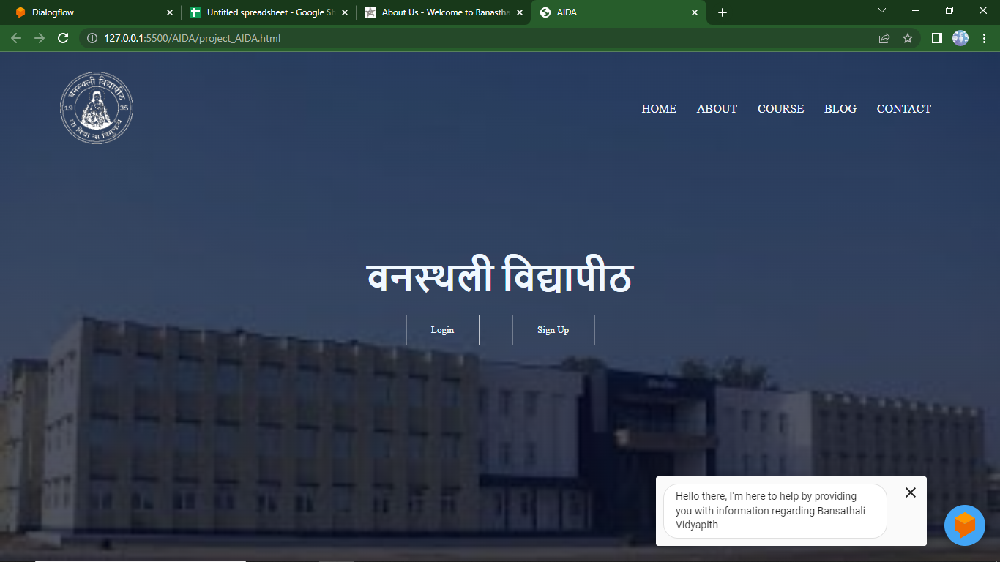 Dialogflow
Untitled spreadsheet - Google Sh
About Us - Welcome to Banastha
AIDA
127.0.0.1:5500/AIDA/project_AIDA.html
वनस्थली विद्यापीठ
19 35
सा विद्या या विमुक्तये
HOME ABOUT COURSE BLOG CONTACT
वनस्थली विद्यापीठ
Login
Sign Up
Hello there, I'm here to help by providing
you with information regarding Bansathali
Vidyapith